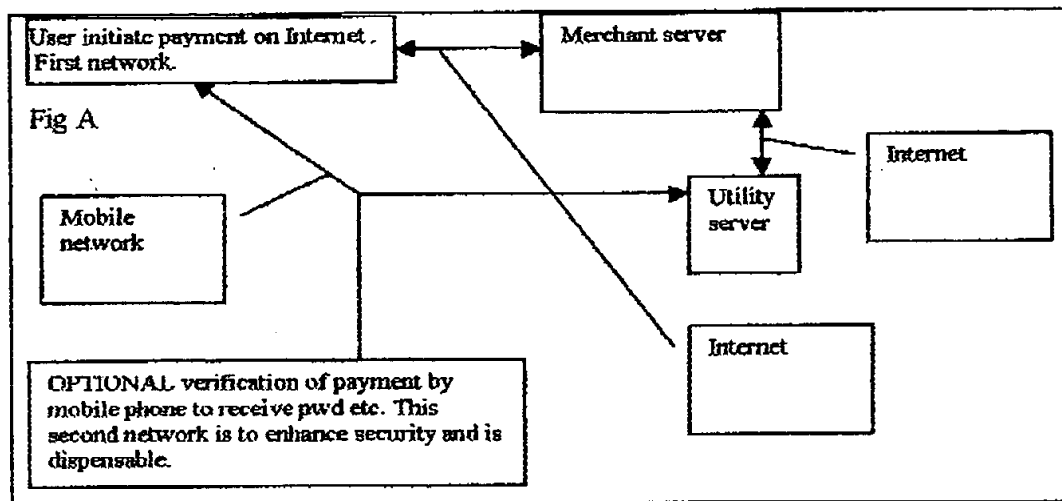 User initiate payment on Internet.
First network.
Merchant server
Fig A
Internet
Mobile
network
Utility
server
Internet
OPTIONAL verification of payment by
mobile phone to receive pwd etc. This
second network is to enhance security and is
dispensable.